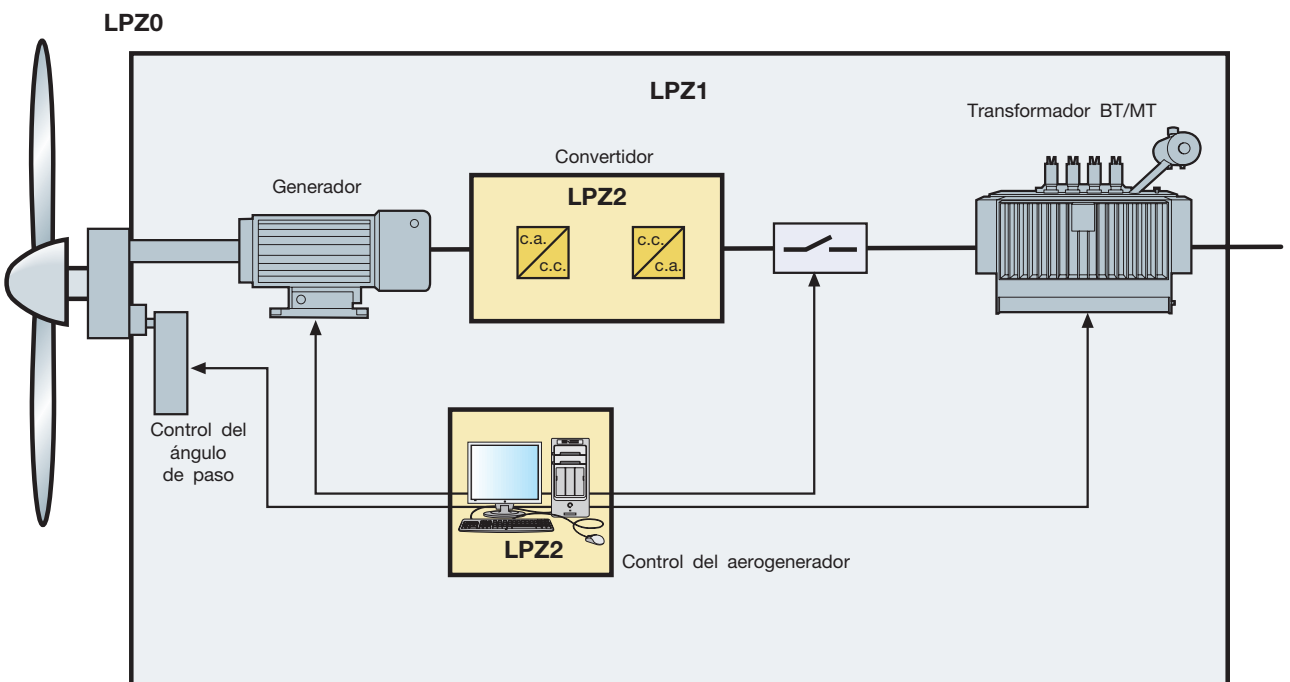 LPZ0
LPZ1
Transformador BT/MT
Convertidor
Generador
LPZ2
c.a.
c.c.
c.c.
c.a.
Control del
ángulo
de paso
LPZ2
Control del aerogenerador